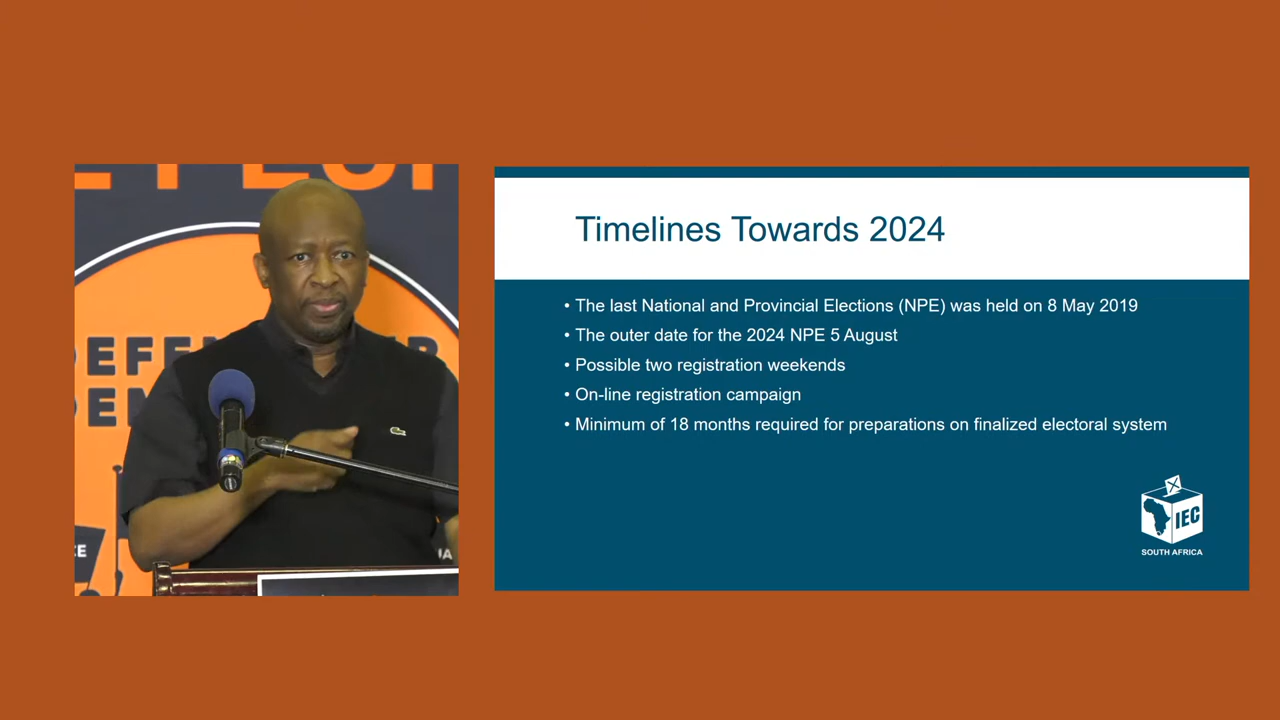 DEFEND OUR
Timelines Towards 2024
• The last National and Provincial Elections (NPE) was held on 8 May 2019
• The outer date for the 2024 NPE 5 August
• Possible two registration weekends
• On-line registration campaign
• Minimum of 18 months required for preparations on finalized electoral system
IEC
SOUTH AFRICA